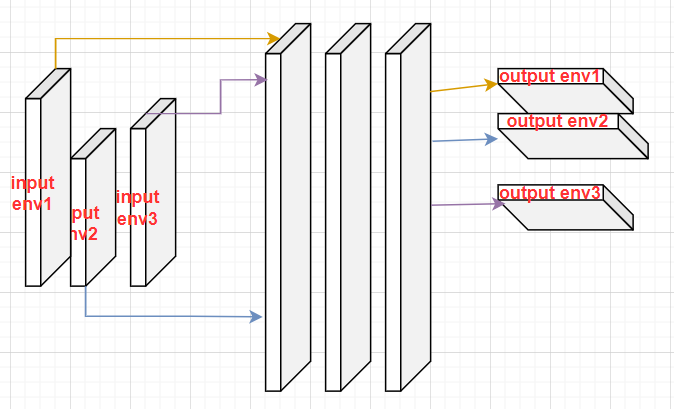 input
env1
put
nv2
input
env3
output env1
output env2
output env3